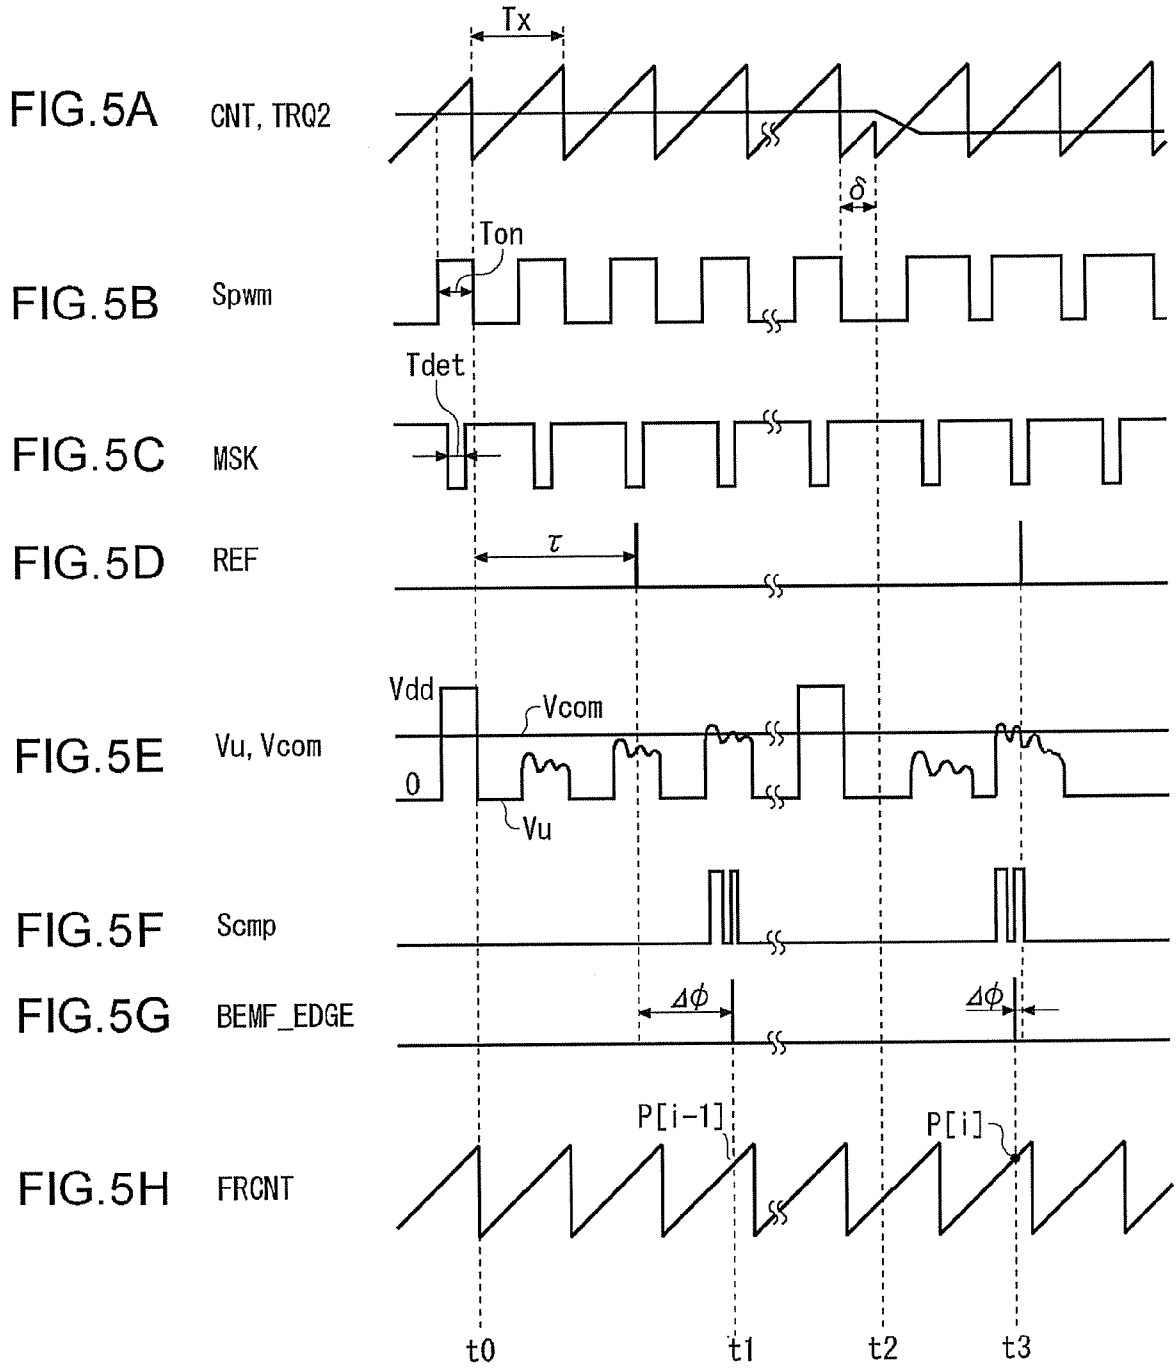 Tx
FIG.5A CNT, TRQ2
δ
Ton
FIG.5B Spwm
Tdet
FIG.5C MSK
FIG.5D REF
τ
Vdd
Vcom
FIG.5E Vu, Vcom
0
Vu
FIG.5F Scmp
FIG.5G BEMF_EDGE
Δϕ Δϕ
P[i-1] P[i]
FIG.5H FRCNT
t0 t1 t2 t3